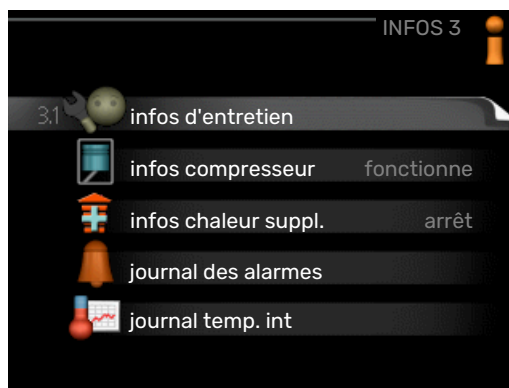 INFOS 3
3.1 infos d'entretien
infos compresseur fonctionne
infos chaleur suppl. arrêt
journal des alarmes
journal temp. int